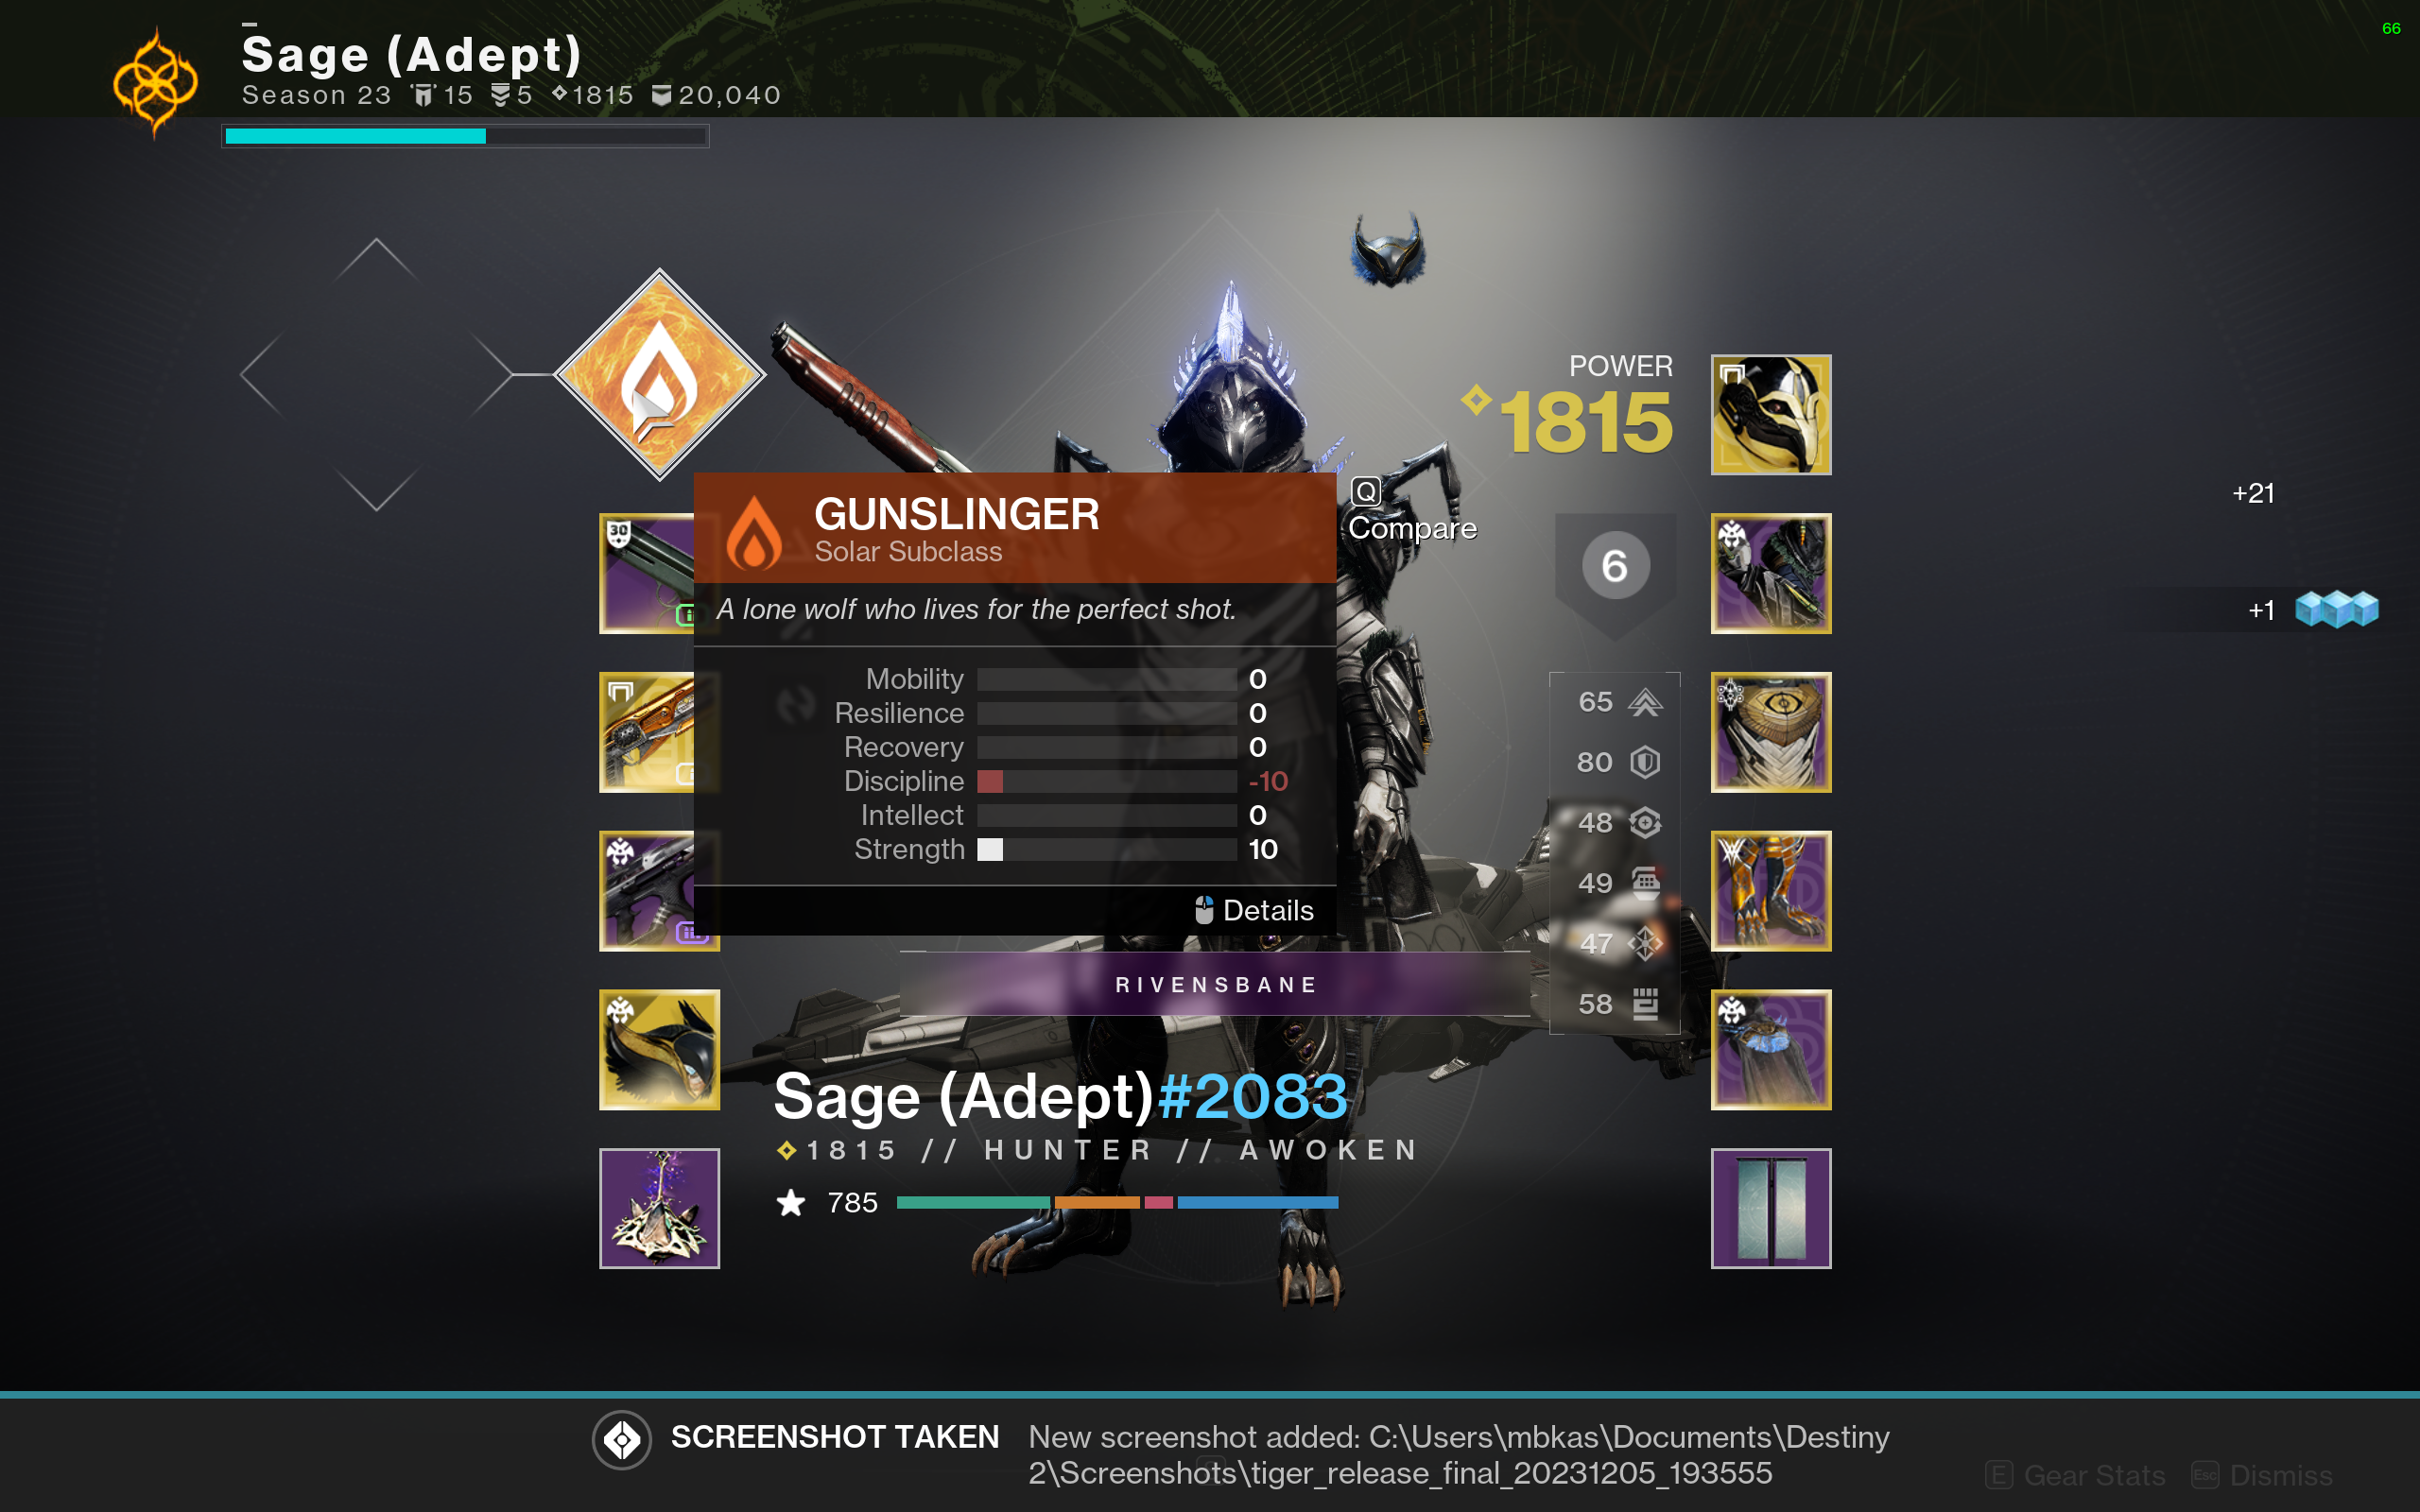 66
Sage (Adept)
Season 23 15 5 1815 20,040
POWER
1815
+21
GUNSLINGER
Solar Subclass
Q
Compare
30
6
A lone wolf who lives for the perfect shot.
+1
Mobility 0
Resilience 0
Recovery 0
Discipline -10
Intellect 0
Strength 10
65
80
48
49
47
58
Details
RIVENSBANE
Sage (Adept)#2083
1815 // HUNTER // AWOKEN
785
SCREENSHOT TAKEN
New screenshot added: C:\Users\mbkas\Documents\Destiny
2\Screenshots\tiger_release_final_20231205_193555
E Gear Stats Esc Dismiss